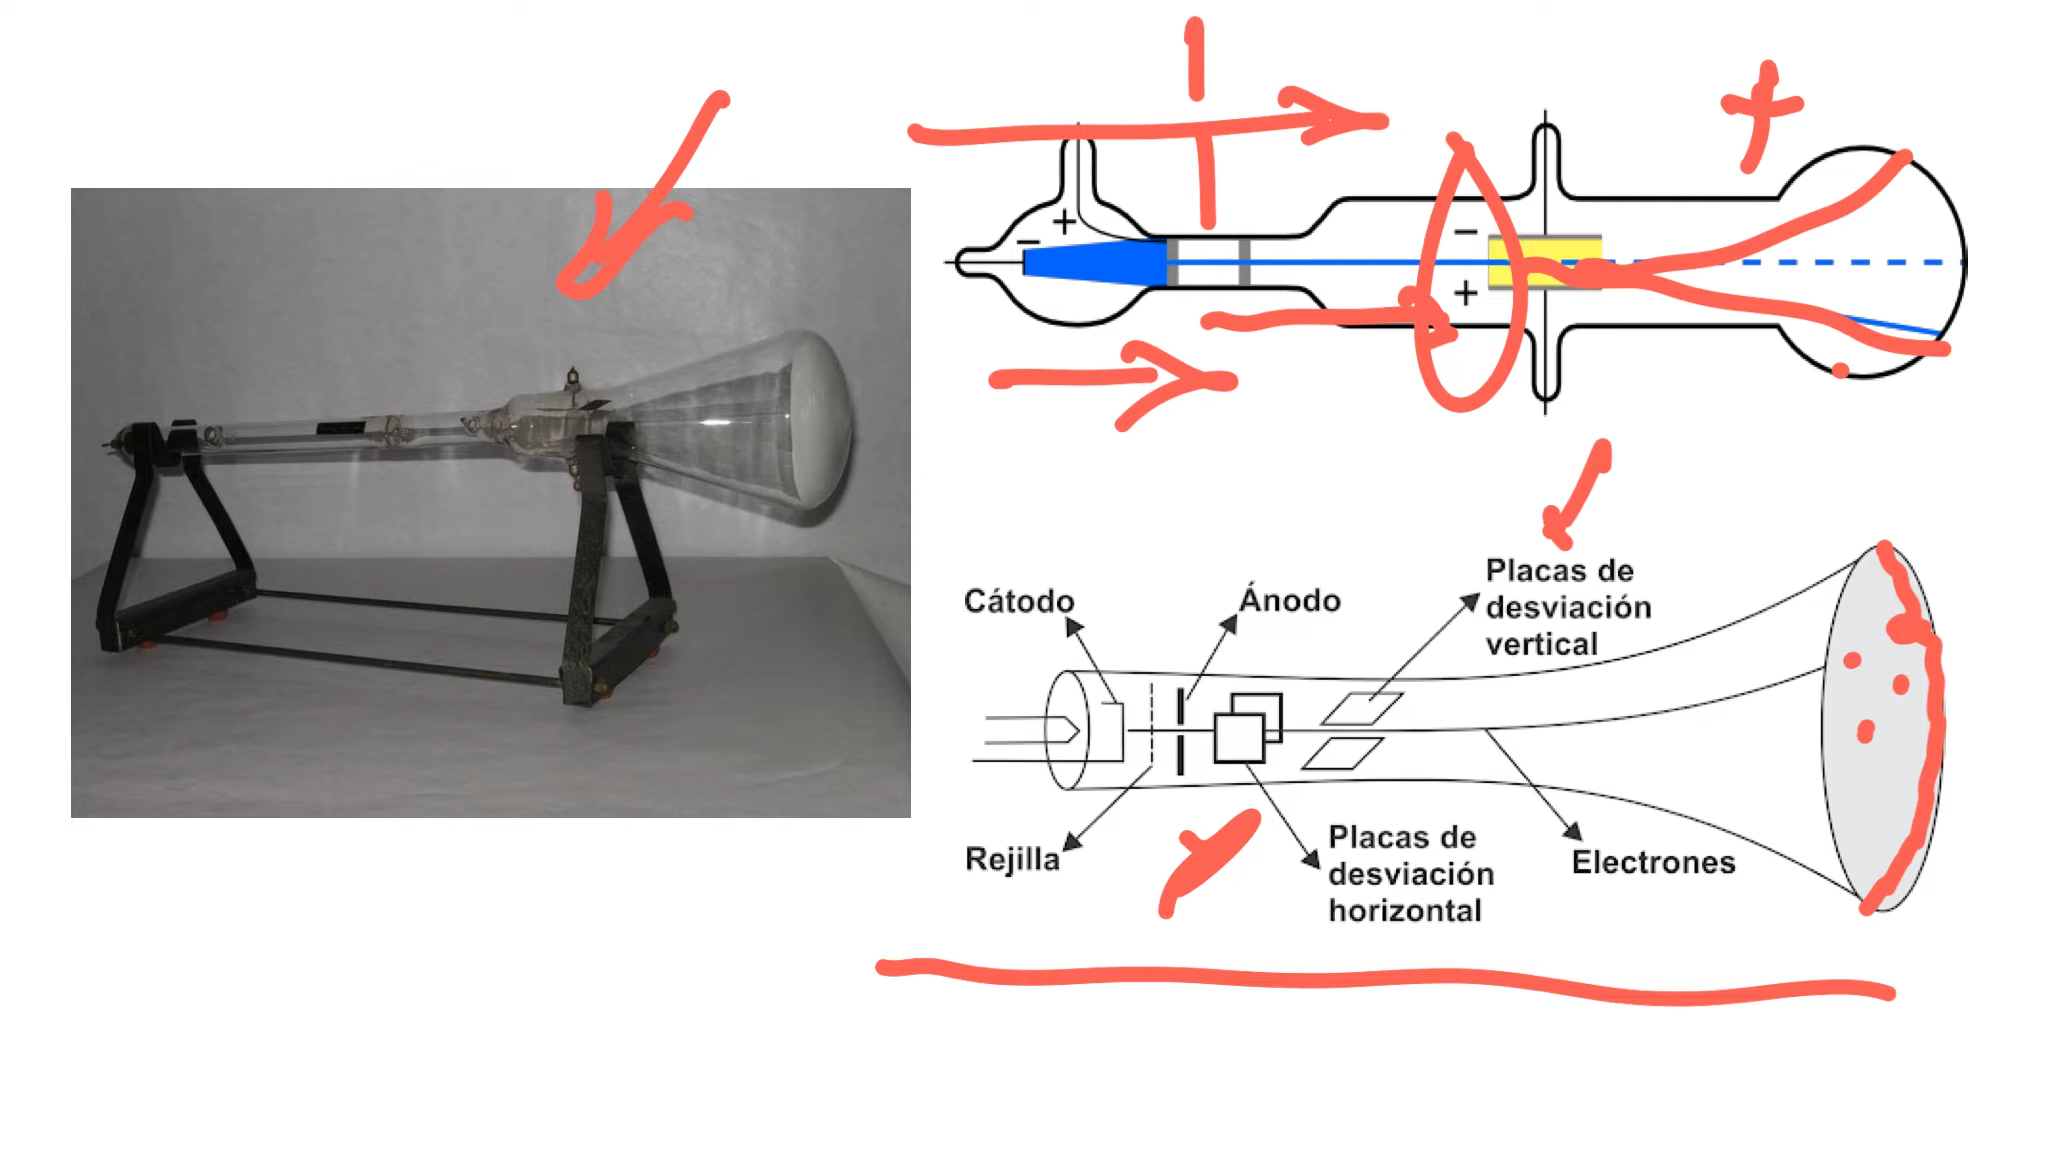 +
−
−
+
Cátodo
Ánodo
Placas de
desviación
vertical
Rejilla
Placas de
desviación
horizontal
Electrones